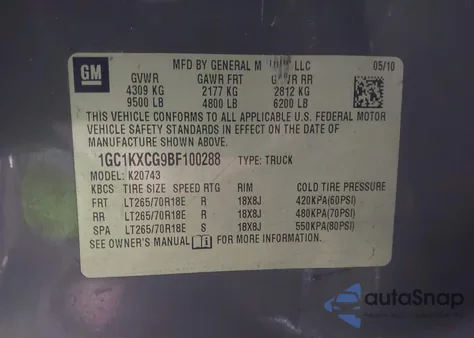 GM
MFD BY GENERAL M LLC 05/10
GVWR GAWR FRT GAWR RR
4309 KG 2177 KG 2812 KG
9500 LB 4800 LB 6200 LB
THIS VEHICLE CONFORMS TO ALL APPLICABLE U.S. FEDERAL MOTOR
VEHICLE SAFETY STANDARDS IN EFFECT ON THE DATE OF
MANUFACTURE SHOWN ABOVE.
1GC1KXCG9BF100288 TYPE: TRUCK
MODEL: K20743
KBCS TIRE SIZE SPEED RTG RIM COLD TIRE PRESSURE
FRT LT265/70R18E R 18X8J 420KPA(60PSI)
RR LT265/70R18E R 18X8J 480KPA(70PSI)
SPA LT265/70R18E S 18X8J 550KPA(80PSI)
SEE OWNER'S MANUAL i FOR MORE INFORMATION.
autoSnap